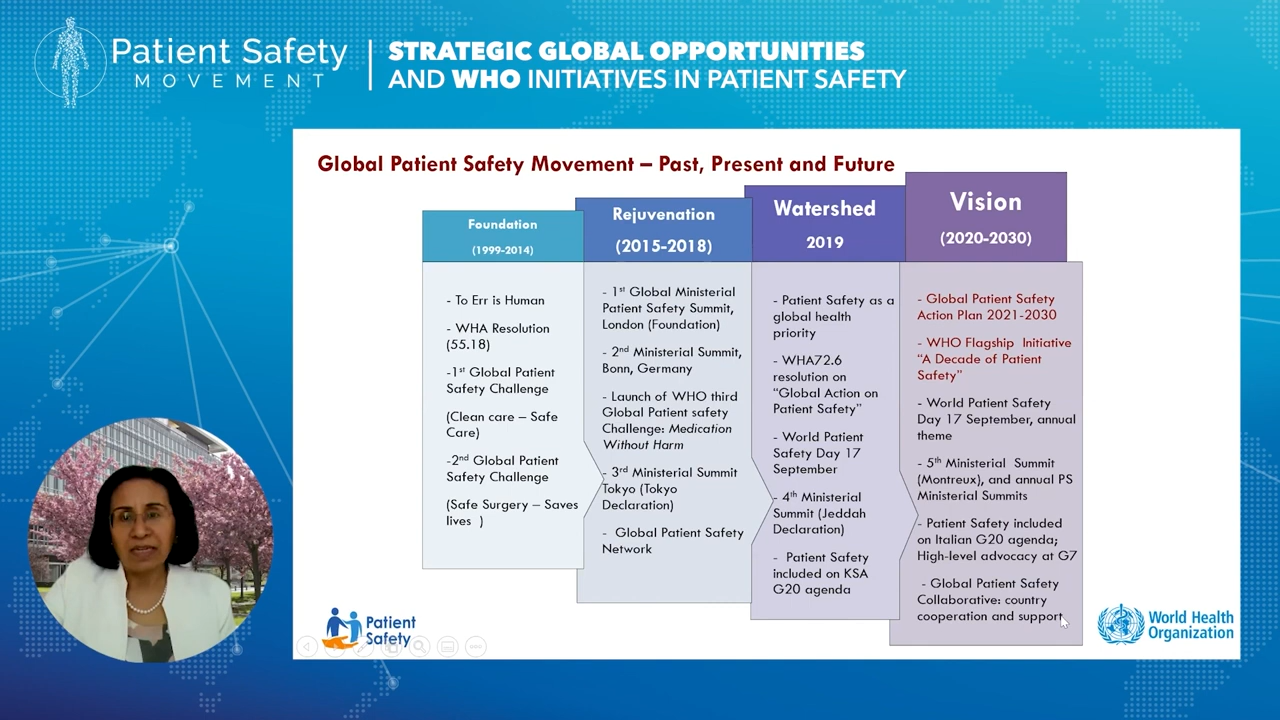 Patient Safety
MOVEMENT
STRATEGIC GLOBAL OPPORTUNITIES
AND WHO INITIATIVES IN PATIENT SAFETY
Global Patient Safety Movement – Past, Present and Future
Foundation
(1999-2014)
- To Err is Human
- WHA Resolution
(55.18)
-1st Global Patient
Safety Challenge
(Clean care – Safe
Care)
-2nd Global Patient
Safety Challenge
(Safe Surgery – Saves
lives )
Rejuvenation
(2015-2018)
- 1st Global Ministerial
Patient Safety Summit,
London (Foundation)
- 2nd Ministerial Summit,
Bonn, Germany
- Launch of WHO third
Global Patient safety
Challenge: Medication
Without Harm
- 3rd Ministerial Summit
Tokyo (Tokyo
Declaration)
- Global Patient Safety
Network
Watershed
2019
- Patient Safety as a
global health
priority
- WHA72.6
resolution on
“Global Action on
Patient Safety”
- World Patient
Safety Day 17
September
- 4th Ministerial
Summit (Jeddah
Declaration)
- Patient Safety
included on KSA
G20 agenda
Vision
(2020-2030)
- Global Patient Safety
Action Plan 2021-2030
- WHO Flagship Initiative
“A Decade of Patient
Safety”
- World Patient Safety
Day 17 September, annual
theme
- 5th Ministerial Summit
(Montreux), and annual PS
Ministerial Summits
- Patient Safety included
on Italian G20 agenda;
High-level advocacy at G7
- Global Patient Safety
Collaborative: country
cooperation and support
Patient
Safety
World Health
Organization